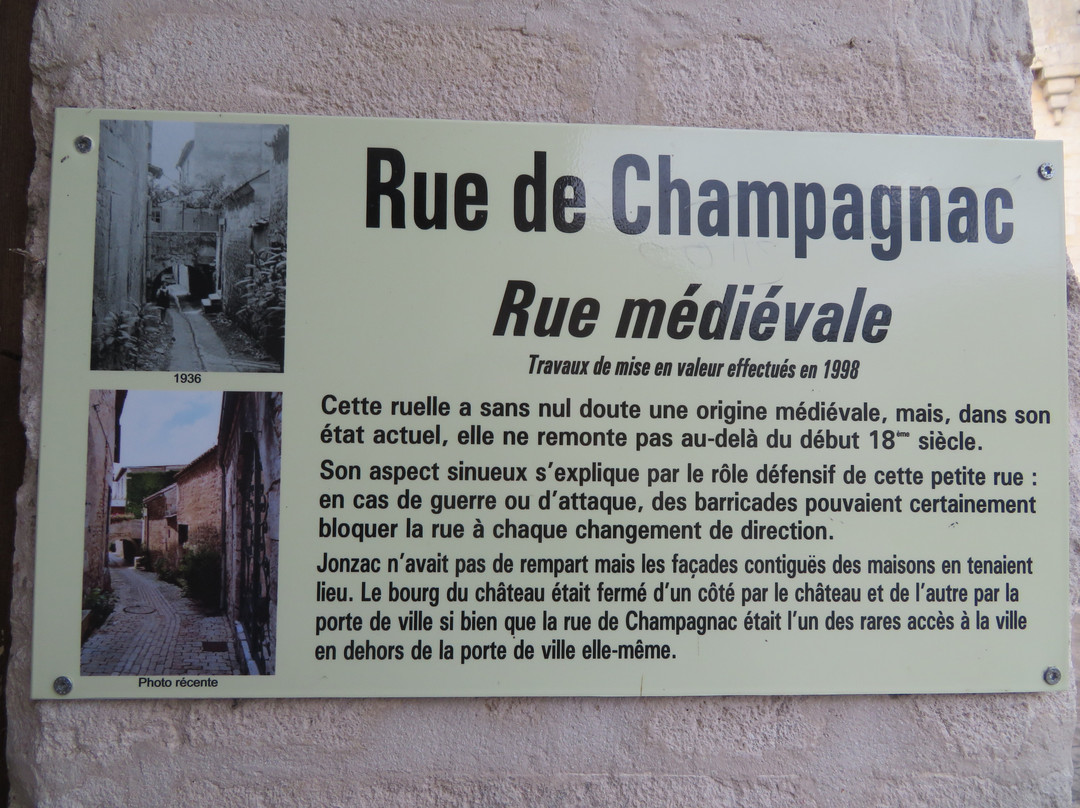 Rue de Champagnac
Rue médiévale
Travaux de mise en valeur effectués en 1998
1936
Cette ruelle a sans nul doute une origine médiévale, mais, dans son
état actuel, elle ne remonte pas au-delà du début 18ème siècle.
Son aspect sinueux s'explique par le rôle défensif de cette petite rue :
en cas de guerre ou d'attaque, des barricades pouvaient certainement
bloquer la rue à chaque changement de direction.
Jonzac n'avait pas de rempart mais les façades contiguës des maisons en tenaient
lieu. Le bourg du château était fermé d'un côté par le château et de l'autre par la
porte de ville si bien que la rue de Champagnac était l'un des rares accès à la ville
en dehors de la porte de ville elle-même.
Photo récente